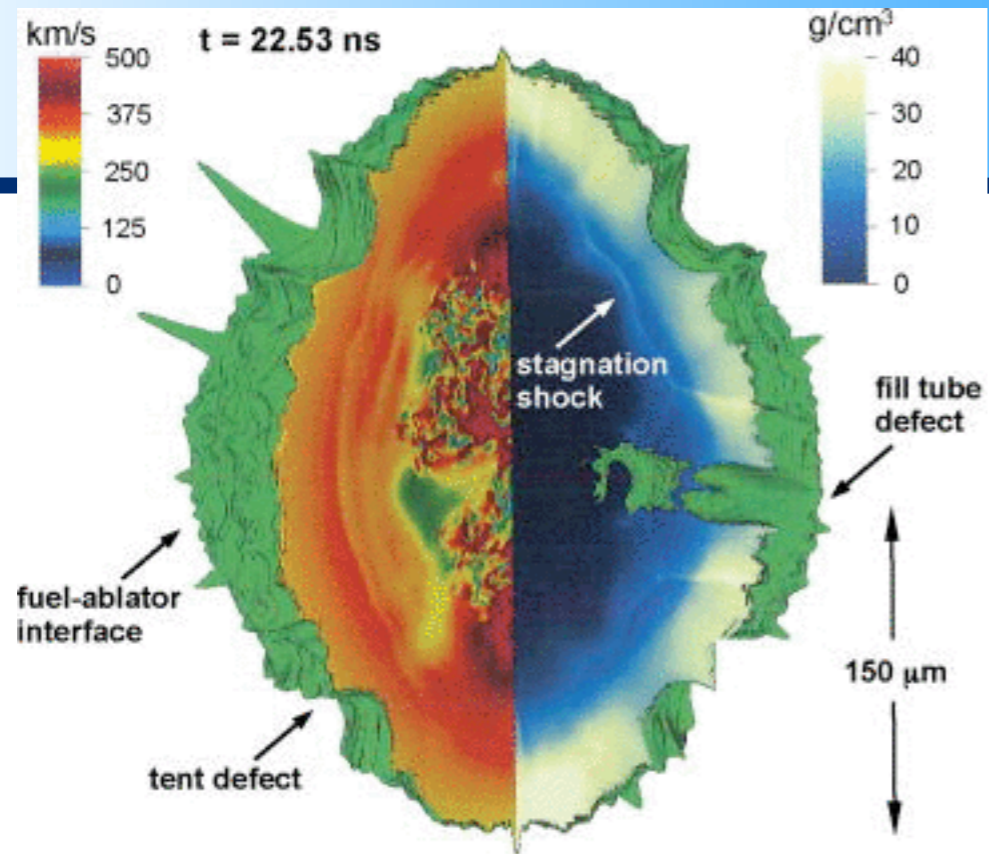 km/s
t = 22.53 ns
g/cm³
500
375
250
125
0
40
30
20
10
0
stagnation
shock
fill tube
defect
fuel-ablator
interface
150 μm
tent defect